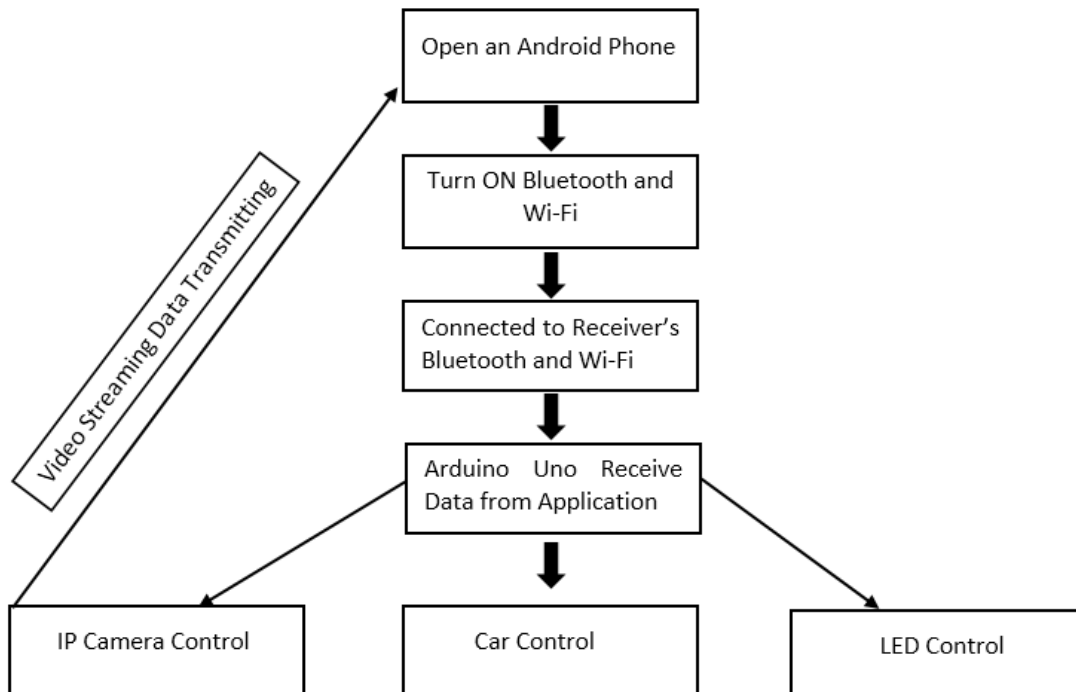 Open an Android Phone
Turn ON Bluetooth and
Wi-Fi
Connected to Receiver’s
Bluetooth and Wi-Fi
Video Streaming Data Transmitting
Arduino Uno Receive
Data from Application
IP Camera Control
Car Control
LED Control